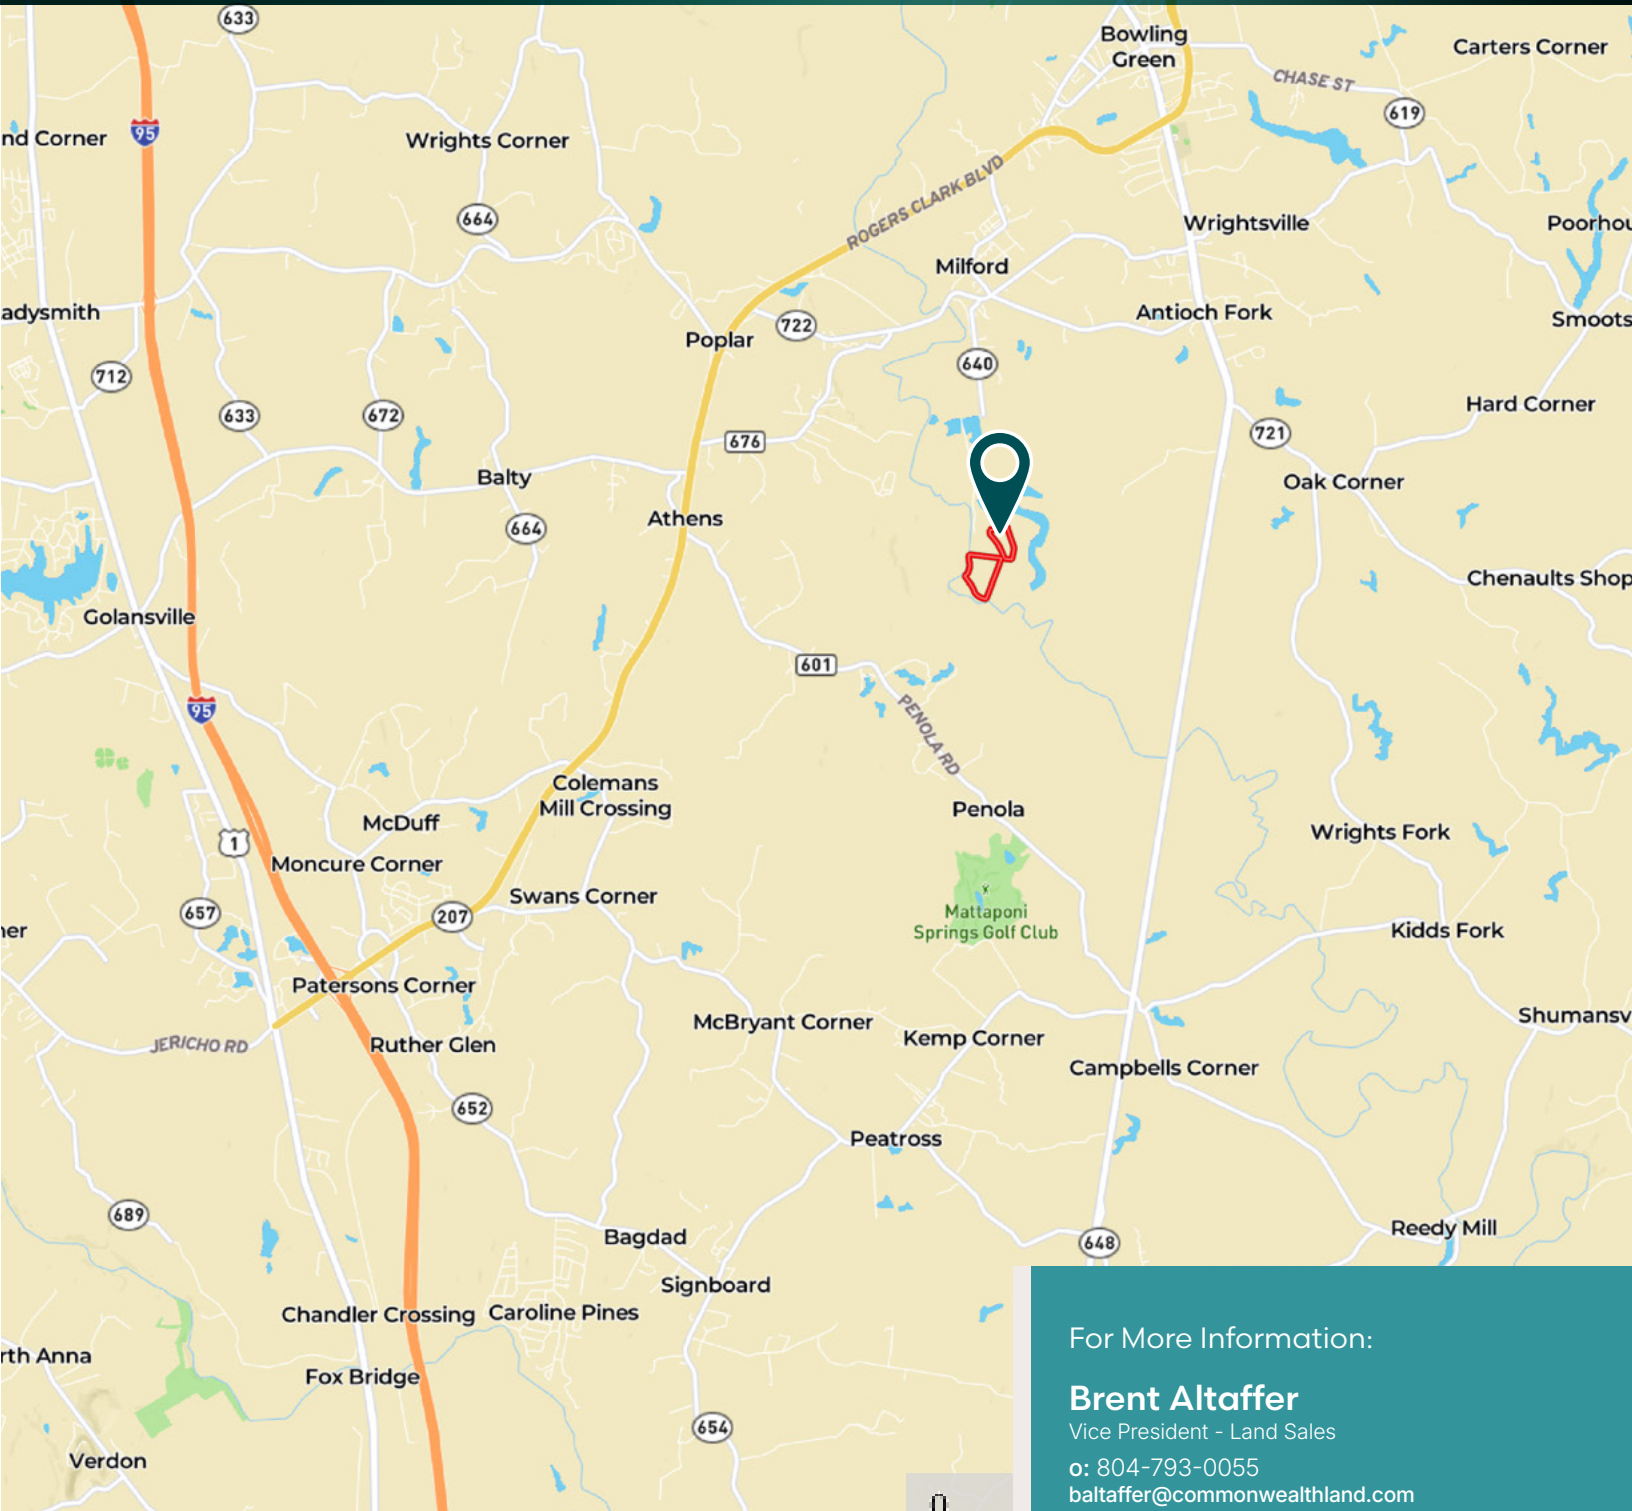 633
Bowling
Green
Carters Corner
CHASE ST
619
95
nd Corner
Wrights Corner
ROGERS CLARK BLVD
664
Wrightsville
Poorhou
Milford
adysmith
Antioch Fork
Smoots
722
Poplar
640
712
633
672
Hard Corner
676
721
Balty
Oak Corner
Athens
664
Chenaults Shop
Golansville
601
95
PENOLA RD
Colemans
Mill Crossing
Penola
McDuff
Wrights Fork
1
Moncure Corner
Swans Corner
657
207
Mattaponi
Springs Golf Club
ner
Kidds Fork
Patersons Corner
McBryant Corner
Shumansv
Kemp Corner
JERICHO RD
Ruther Glen
Campbells Corner
652
Peatross
689
Reedy Mill
Bagdad
648
Signboard
Chandler Crossing
Caroline Pines
rth Anna
Fox Bridge
654
Verdon
0
For More Information:
Brent Altaffer
Vice President - Land Sales
o: 804-793-0055
baltaffer@commonwealthland.com